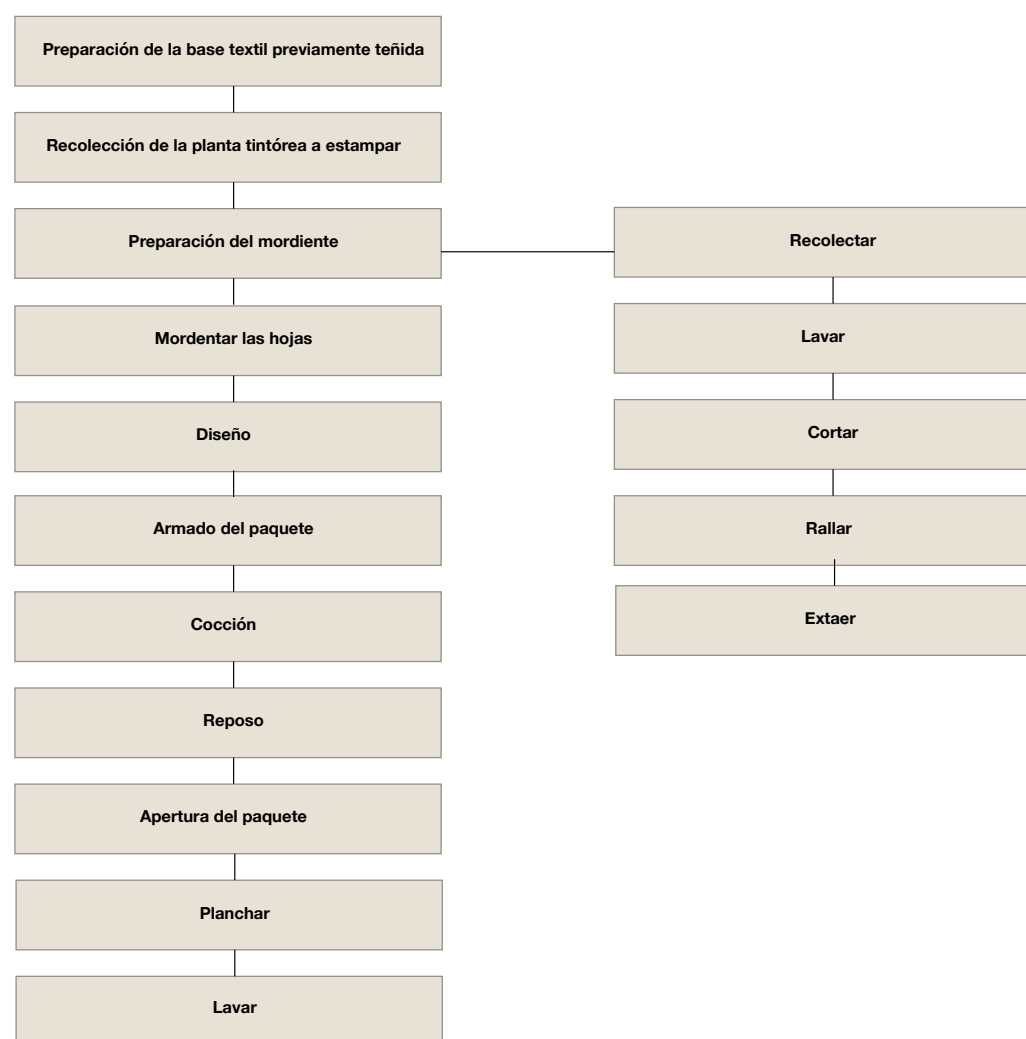 Preparación de la base textil previamente teñida
Recolección de la planta tintórea a estampar
Preparación del mordiente
Mordentar las hojas
Diseño
Armado del paquete
Cocción
Reposo
Apertura del paquete
Planchar
Lavar
Recolectar
Lavar
Cortar
Rallar
Extaer